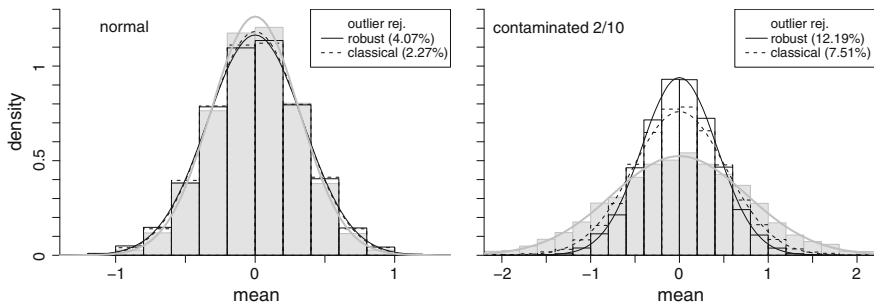 normal
outlier rej.
robust (4.07%)
classical (2.27%)
density
0
0.5
1
−1
0
1
mean
contaminated 2/10
outlier rej.
robust (12.19%)
classical (7.51%)
−2
−1
0
1
2
mean